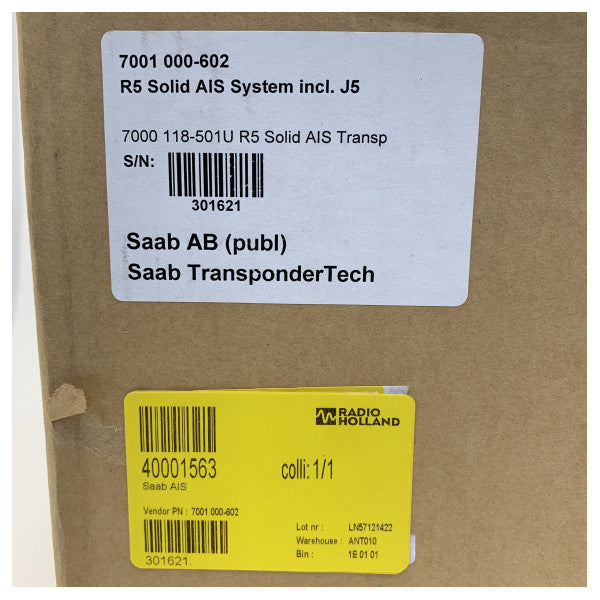 7001 000-602
R5 Solid AIS System incl. J5
7000 118-501U R5 Solid AIS Transp
S/N:
301621
Saab AB (publ)
Saab TransponderTech
RADIO
HOLLAND
40001563
colli: 1/1
Saab AIS
Vendor PN : 7001 000-602
Lot nr : LN57121422
Warehouse : ANT010
Bin : 1E 01 01
301621